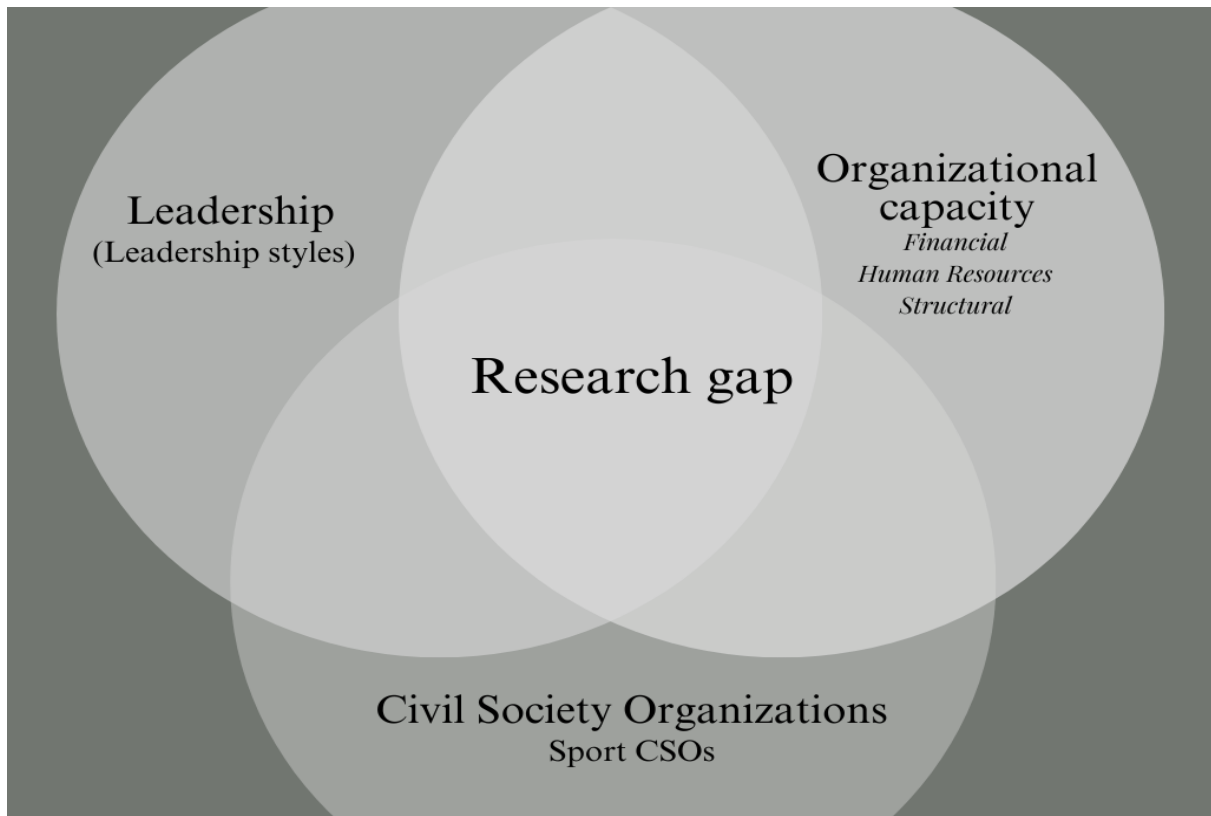 Leadership
(Leadership styles)
Organizational
capacity
Financial
Human Resources
Structural
Research gap
Civil Society Organizations
Sport CSOs